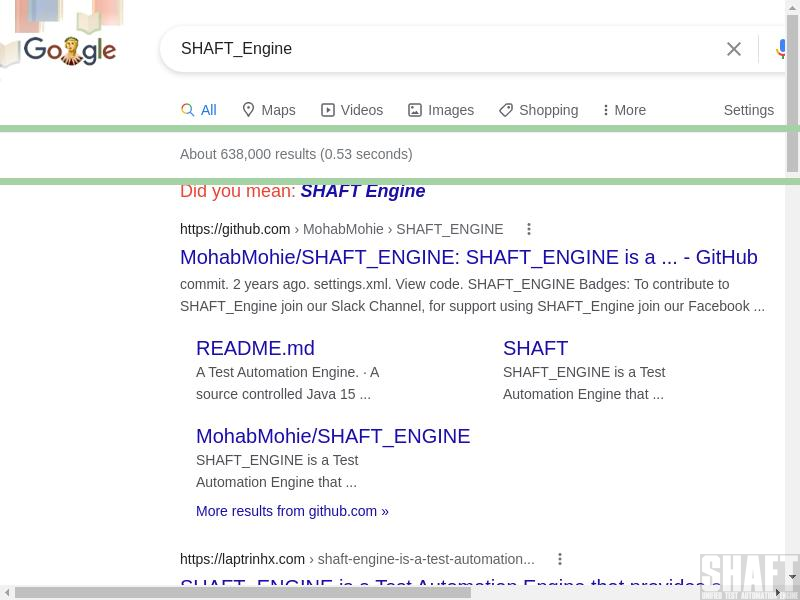 Google
SHAFT_Engine
All Maps Videos Images Shopping More Settings
About 638,000 results (0.53 seconds)
Did you mean: SHAFT Engine
https://github.com › MohabMohie › SHAFT_ENGINE
MohabMohie/SHAFT_ENGINE: SHAFT_ENGINE is a ... - GitHub
commit. 2 years ago. settings.xml. View code. SHAFT_ENGINE Badges: To contribute to
SHAFT_Engine join our Slack Channel, for support using SHAFT_Engine join our Facebook ...
README.md
A Test Automation Engine. · A
source controlled Java 15 ...
SHAFT
SHAFT_ENGINE is a Test
Automation Engine that ...
MohabMohie/SHAFT_ENGINE
SHAFT_ENGINE is a Test
Automation Engine that ...
More results from github.com »
https://laptrinhx.com › shaft-engine-is-a-test-automation...
SHAFT_ENGINE is a Test Automation Engine that provides
SHAFT